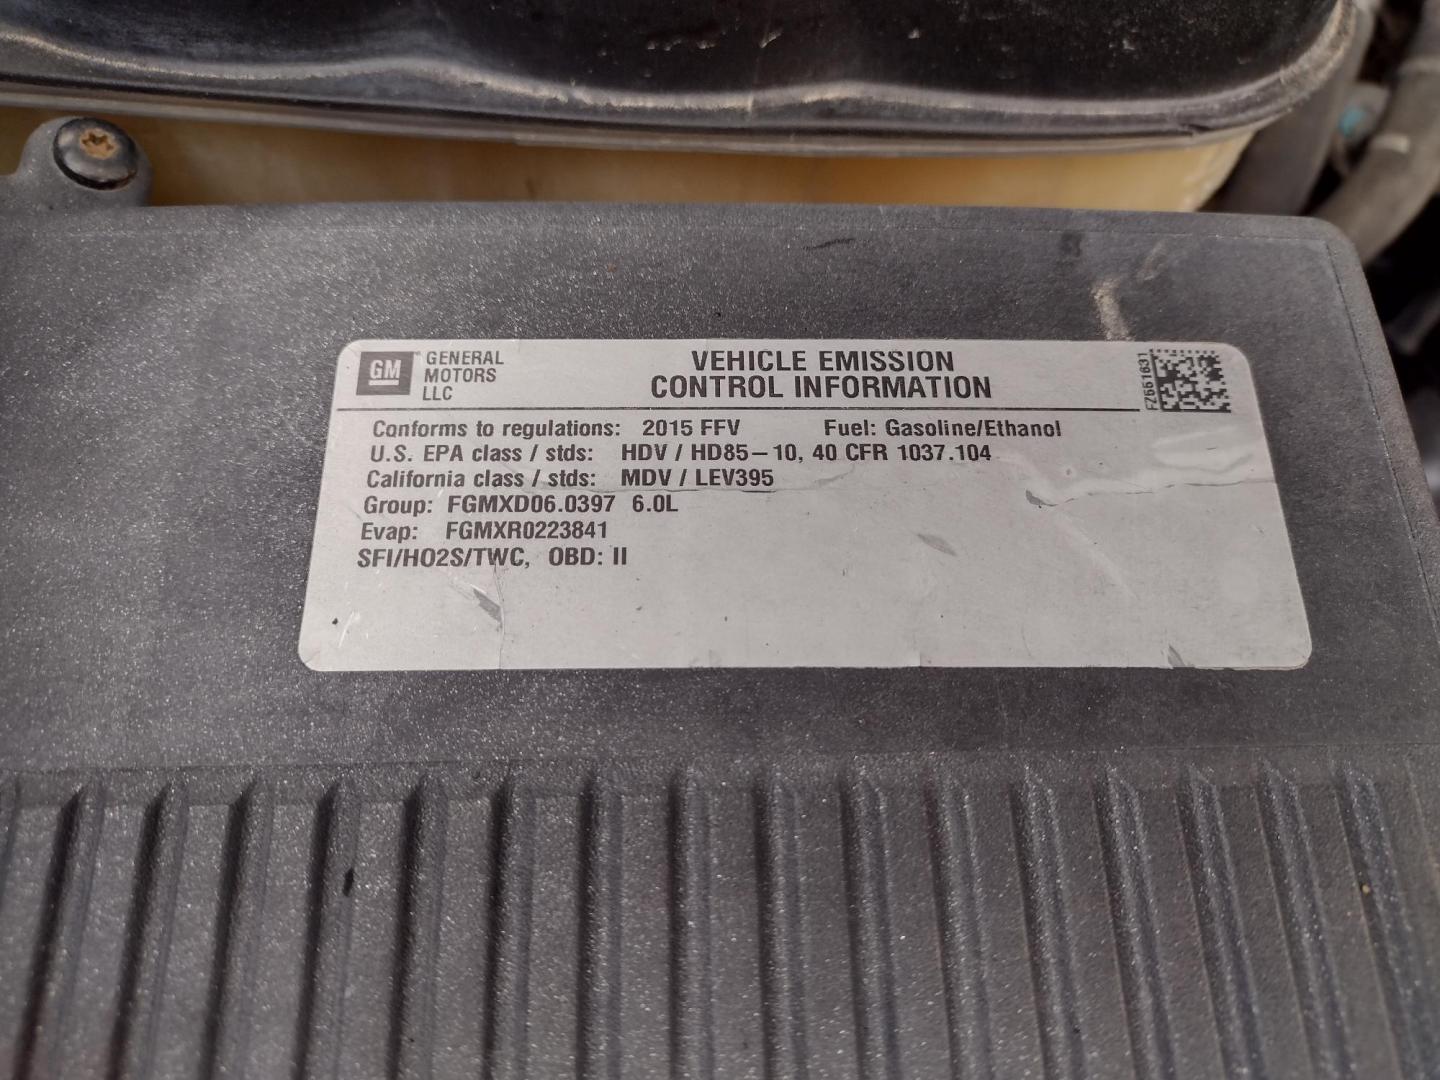 GM GENERAL MOTORS LLC
VEHICLE EMISSION
CONTROL INFORMATION
FZ551631
Conforms to regulations: 2015 FFV Fuel: Gasoline/Ethanol
U.S. EPA class / stds: HDV / HD85–10, 40 CFR 1037.104
California class / stds: MDV / LEV395
Group: FGMXD06.0397 6.0L
Evap: FGMXR0223841
SFI/HO2S/TWC, OBD: II